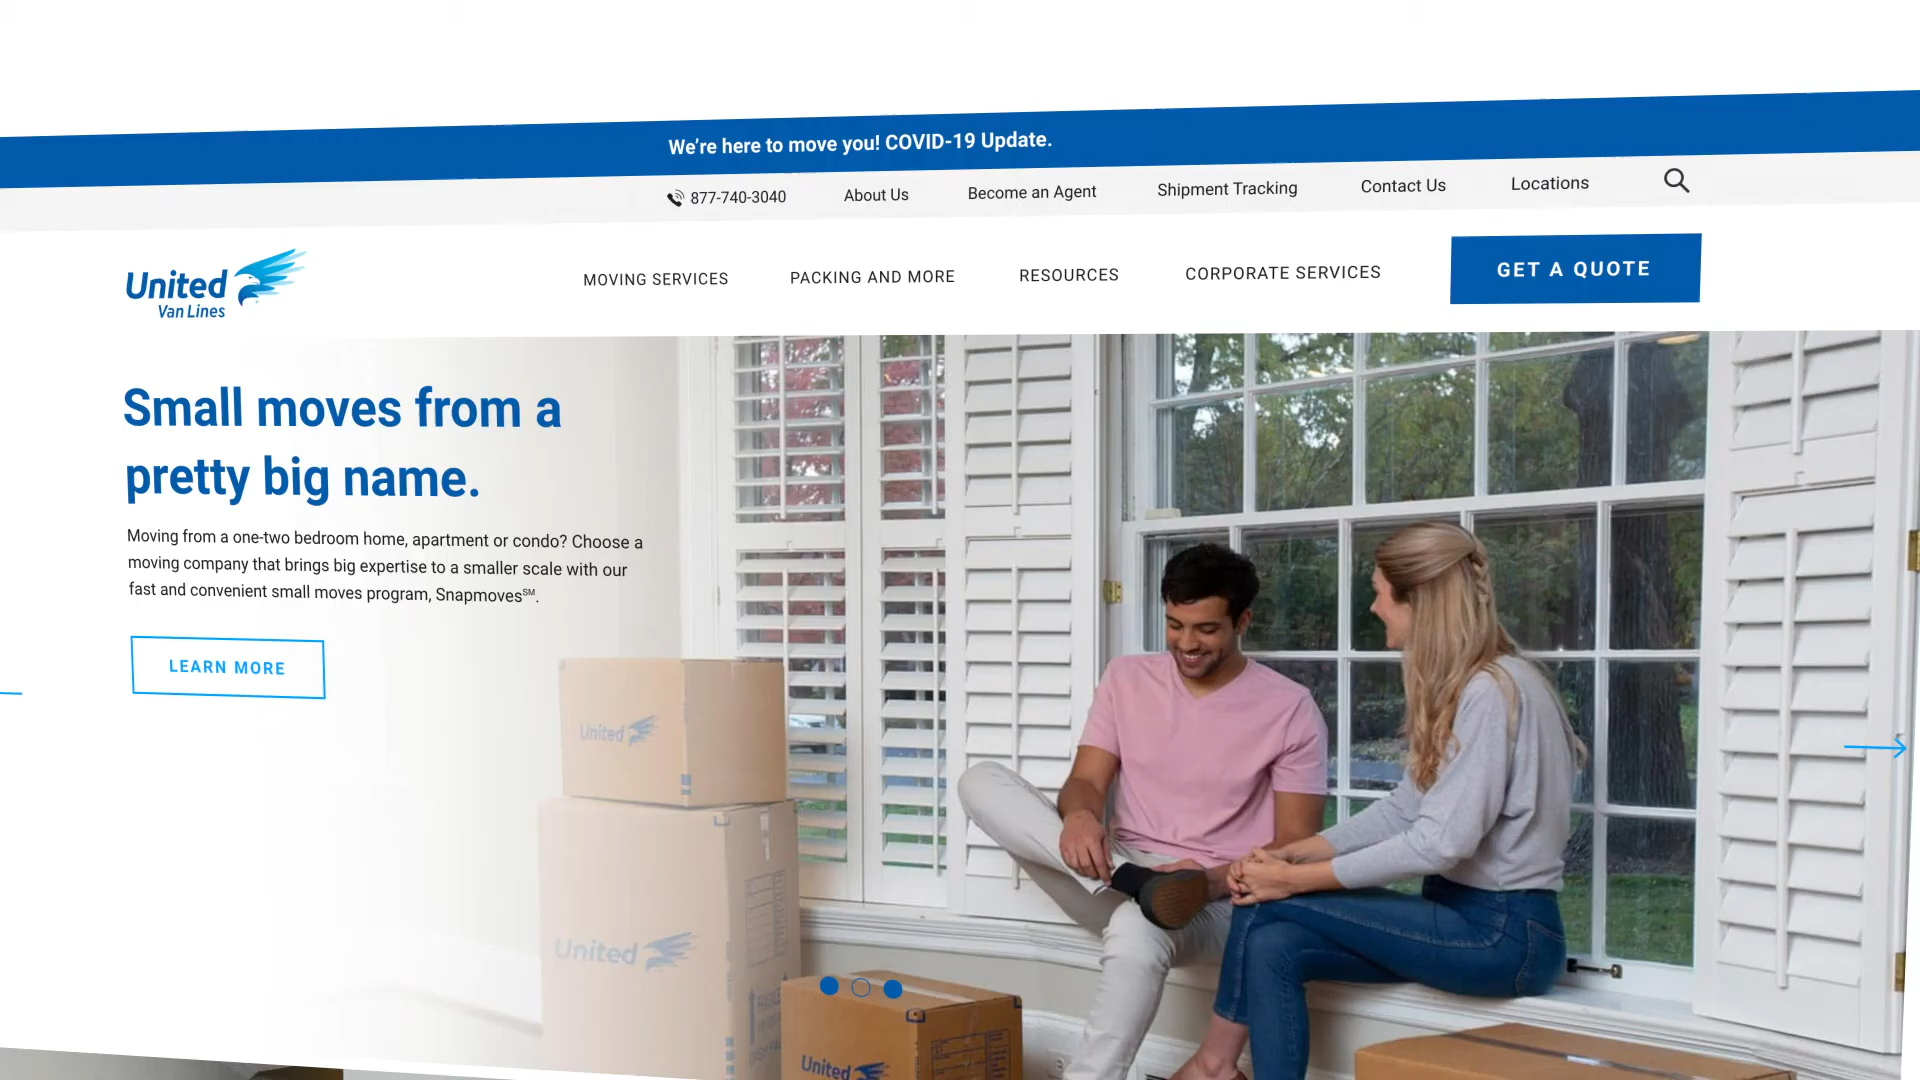 We're here to move you! COVID-19 Update.
877-740-3040 About Us Become an Agent Shipment Tracking Contact Us Locations
United
Van Lines
MOVING SERVICES PACKING AND MORE RESOURCES CORPORATE SERVICES GET A QUOTE
Small moves from a
pretty big name.
Moving from a one-two bedroom home, apartment or condo? Choose a
moving company that brings big expertise to a smaller scale with our
fast and convenient small moves program, Snapmoves℠.
LEARN MORE
United
United
United